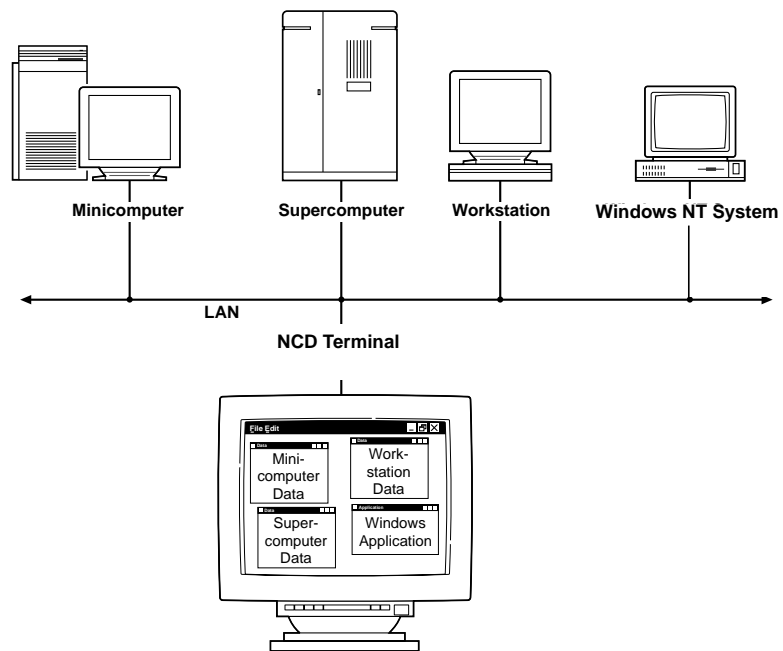 Minicomputer
Supercomputer
Workstation
Windows NT System
LAN
NCD Terminal
File Edit
Data
Mini-
computer
Data
Data
Work-
station
Data
Data
Super-
computer
Data
Application
Windows
Application